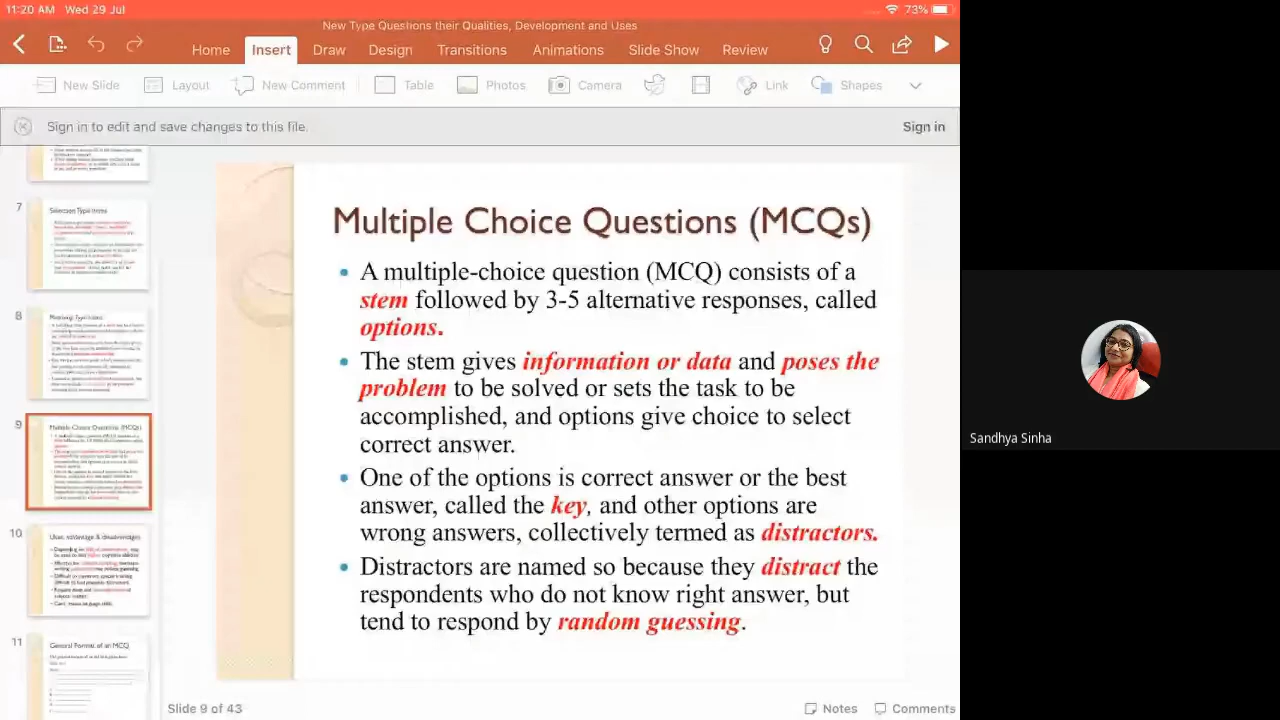 11:20 AM Wed 29 Jul
73%
New Type Questions their Qualities, Development and Uses
Home Insert Draw Design Transitions Animations Slide Show Review
New Slide Layout New Comment Table Photos Camera Link Shapes
Sign in to edit and save changes to this file.
Sign in
7
Selection Type Items
8
Matching Type Items
9
Multiple Choice Questions (MCQs)
10
Uses, advantage & disadvantages
11
General Format of an MCQ
Multiple Choice Questions (MCQs)
A multiple-choice question (MCQ) consists of a
stem followed by 3-5 alternative responses, called
options.
The stem gives information or data and poses the
problem to be solved or sets the task to be
accomplished, and options give choice to select
correct answer.
One of the options is correct answer or the best
answer, called the key, and other options are
wrong answers, collectively termed as distractors.
Distractors are named so because they distract the
respondents who do not know right answer, but
tend to respond by random guessing.
Slide 9 of 43
Notes Comments
Sandhya Sinha